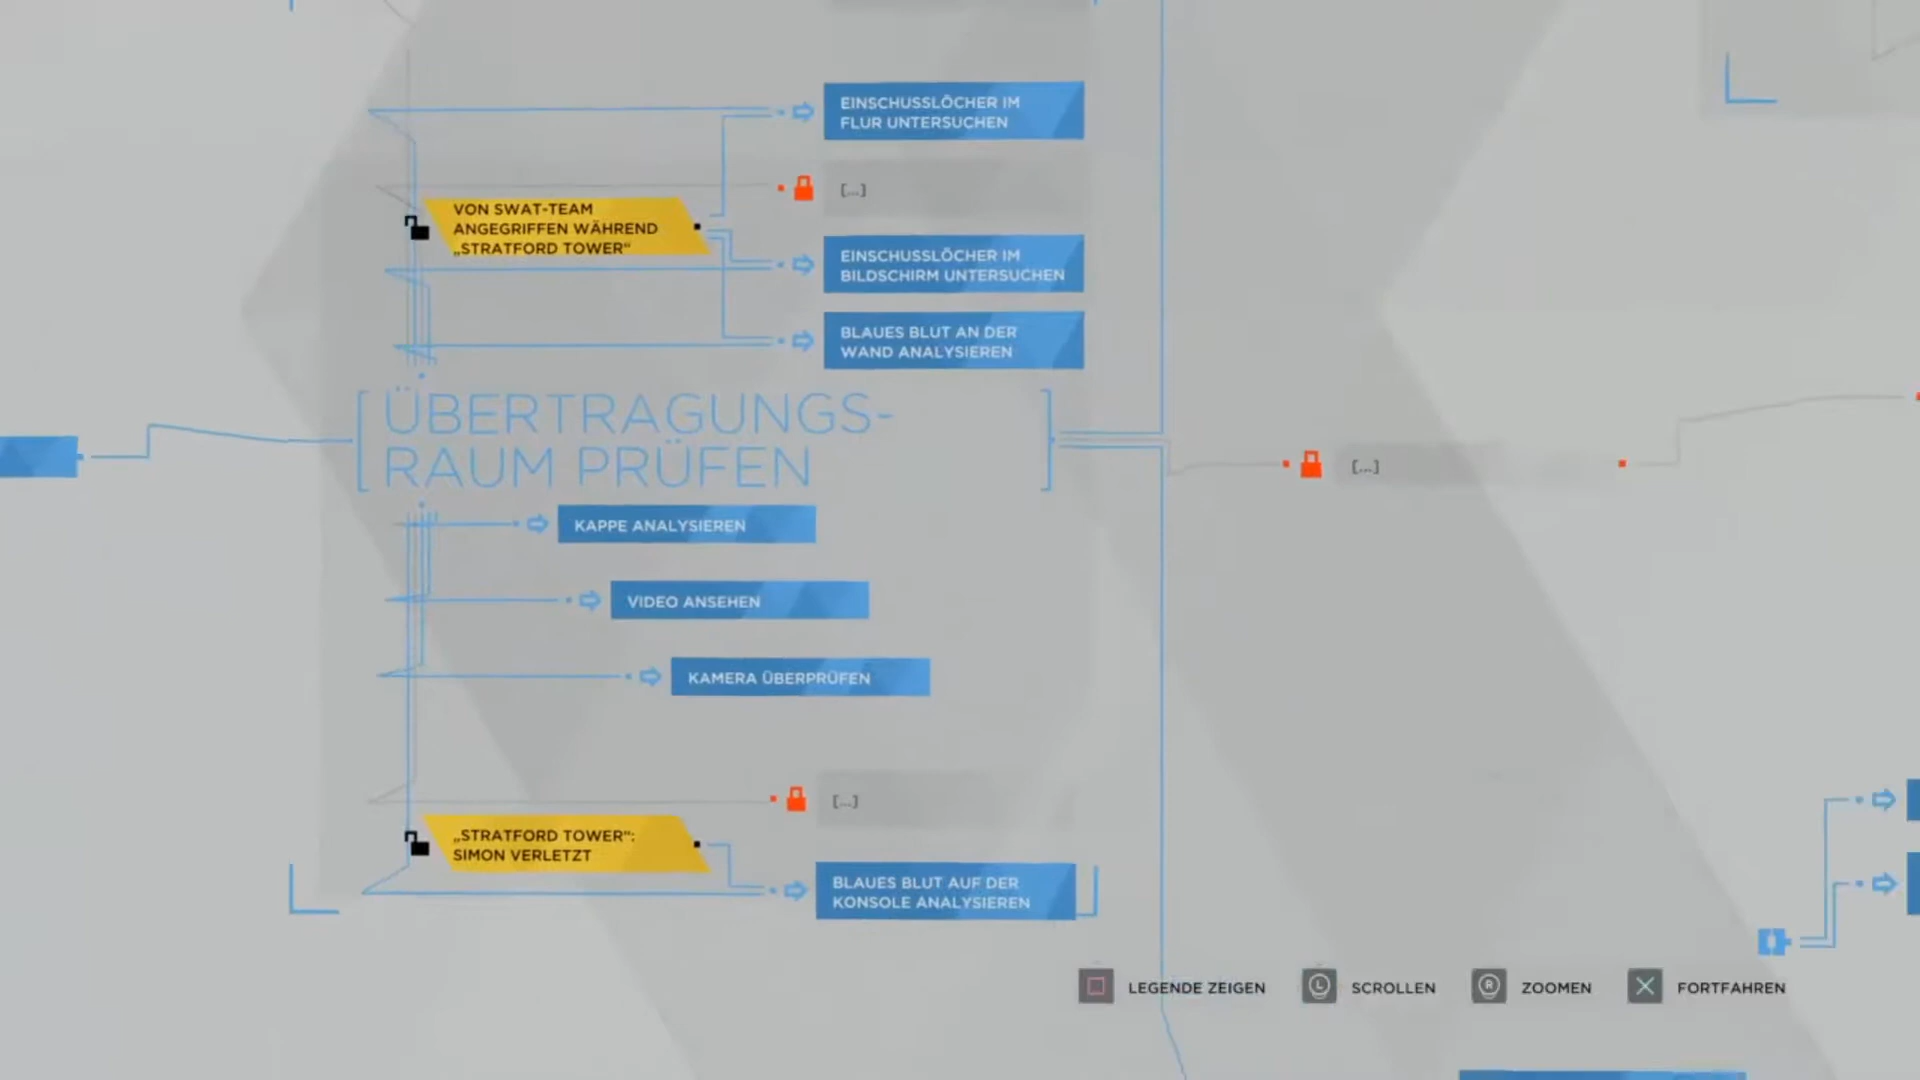 EINSCHUSSLÖCHER IM
FLUR UNTERSUCHEN
[...]
VON SWAT-TEAM
ANGEGRIFFEN WÄHREND
„STRATFORD TOWER“
EINSCHUSSLÖCHER IM
BILDSCHIRM UNTERSUCHEN
BLAUES BLUT AN DER
WAND ANALYSIEREN
ÜBERTRAGUNGS-
RAUM PRÜFEN
[...]
KAPPE ANALYSIEREN
VIDEO ANSEHEN
KAMERA ÜBERPRÜFEN
[...]
„STRATFORD TOWER“:
SIMON VERLETZT
BLAUES BLUT AUF DER
KONSOLE ANALYSIEREN
LEGENDE ZEIGEN
L SCROLLEN
R ZOOMEN
FORTFAHREN